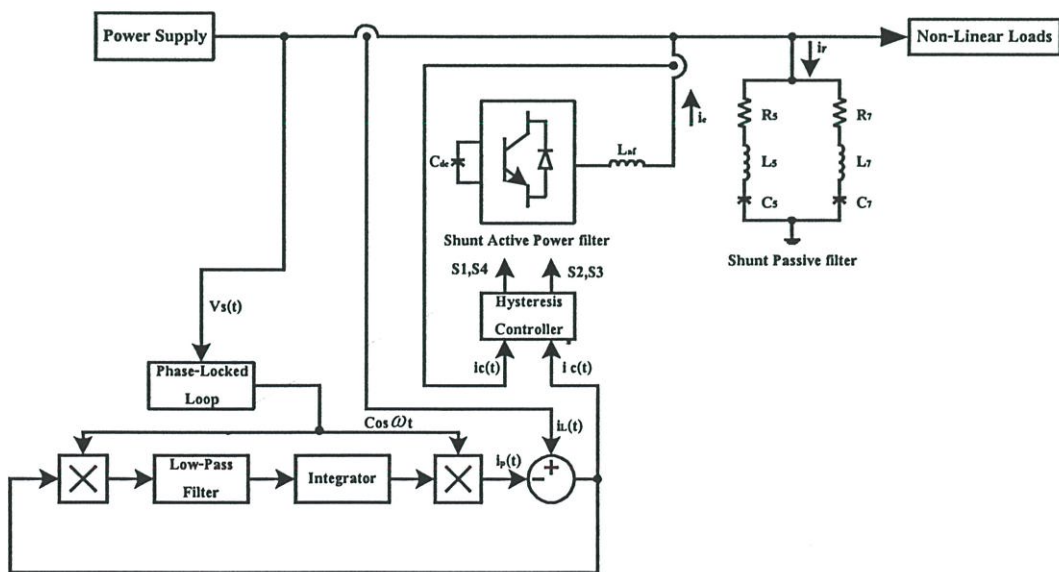 Power Supply
Non-Linear Loads
iF
ic
R5
R7
Laf
Cdc
L5
L7
C5
C7
Shunt Active Power filter
Shunt Passive filter
S1,S4
S2,S3
Vs(t)
Hysteresis
Controller
ic(t)
i c(t)
Phase-Locked
Loop
Cos ωt
iL(t)
Low-Pass
Filter
Integrator
ip(t)